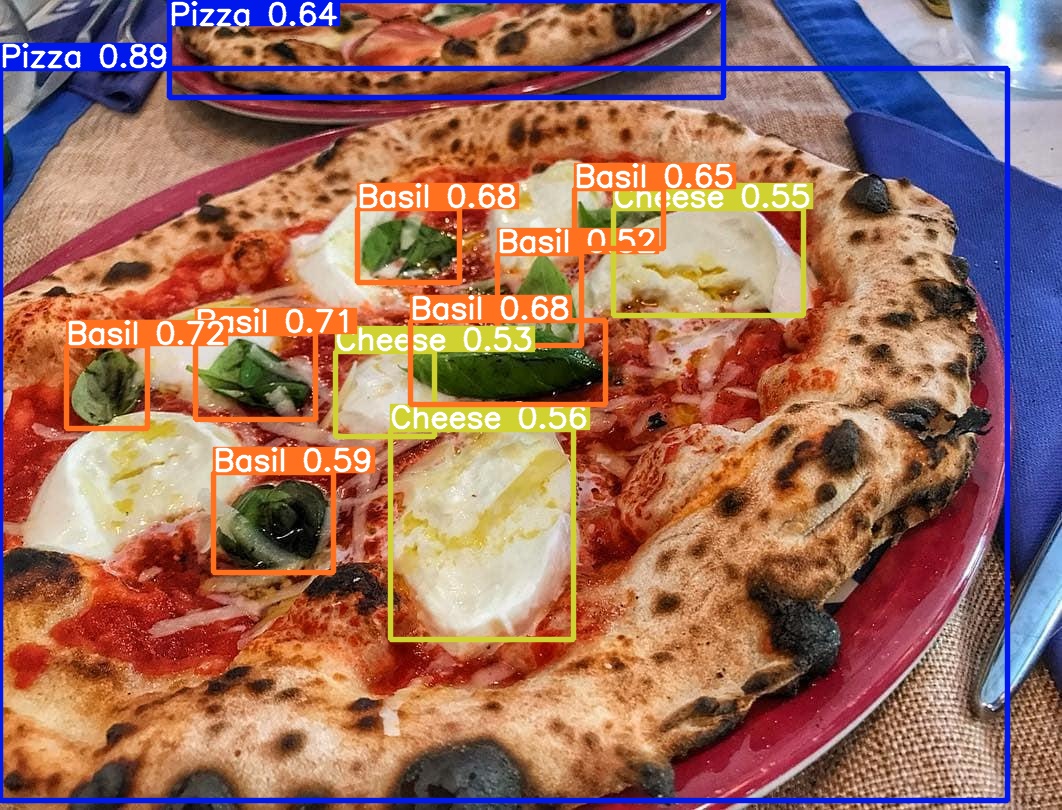 Pizza 0.64
Pizza 0.89
Basil 0.65
Basil 0.68
Cheese 0.55
Basil 0.52
Basil 0.68
Basil 0.71
Basil 0.72
Cheese 0.53
Cheese 0.56
Basil 0.59